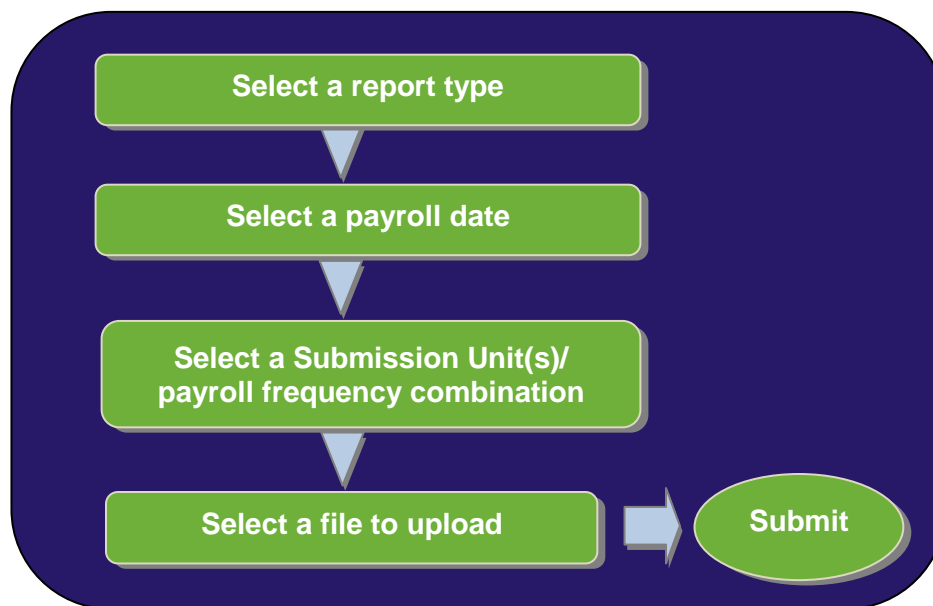 Select a report type
Select a payroll date
Select a Submission Unit(s)/
payroll frequency combination
Select a file to upload
Submit